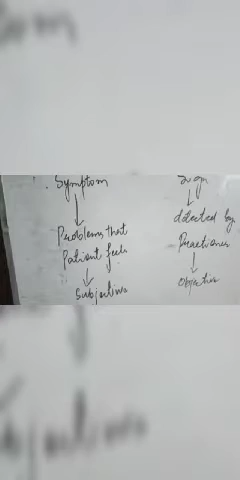 Symptom
Sign
Problems that
Patient feels
Subjective
detected by
Practioner
Objective